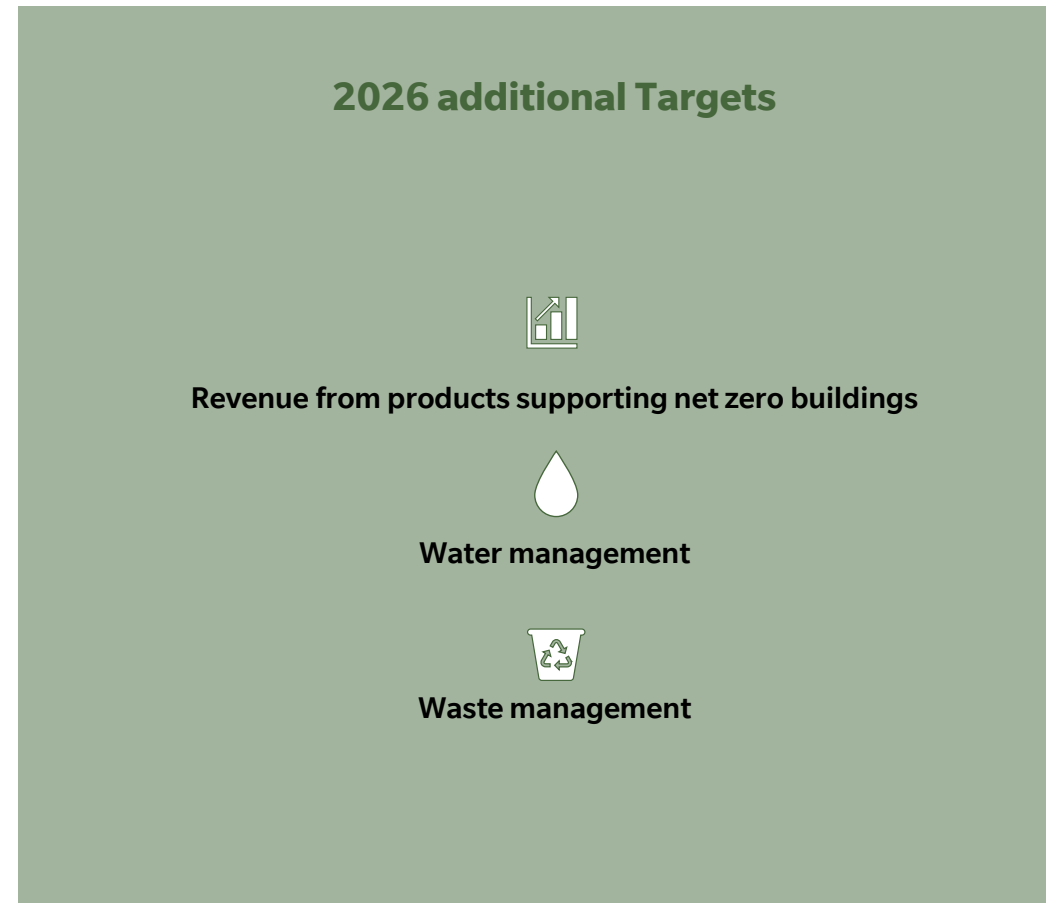 2026 additional Targets
Revenue from products supporting net zero buildings
Water management
Waste management